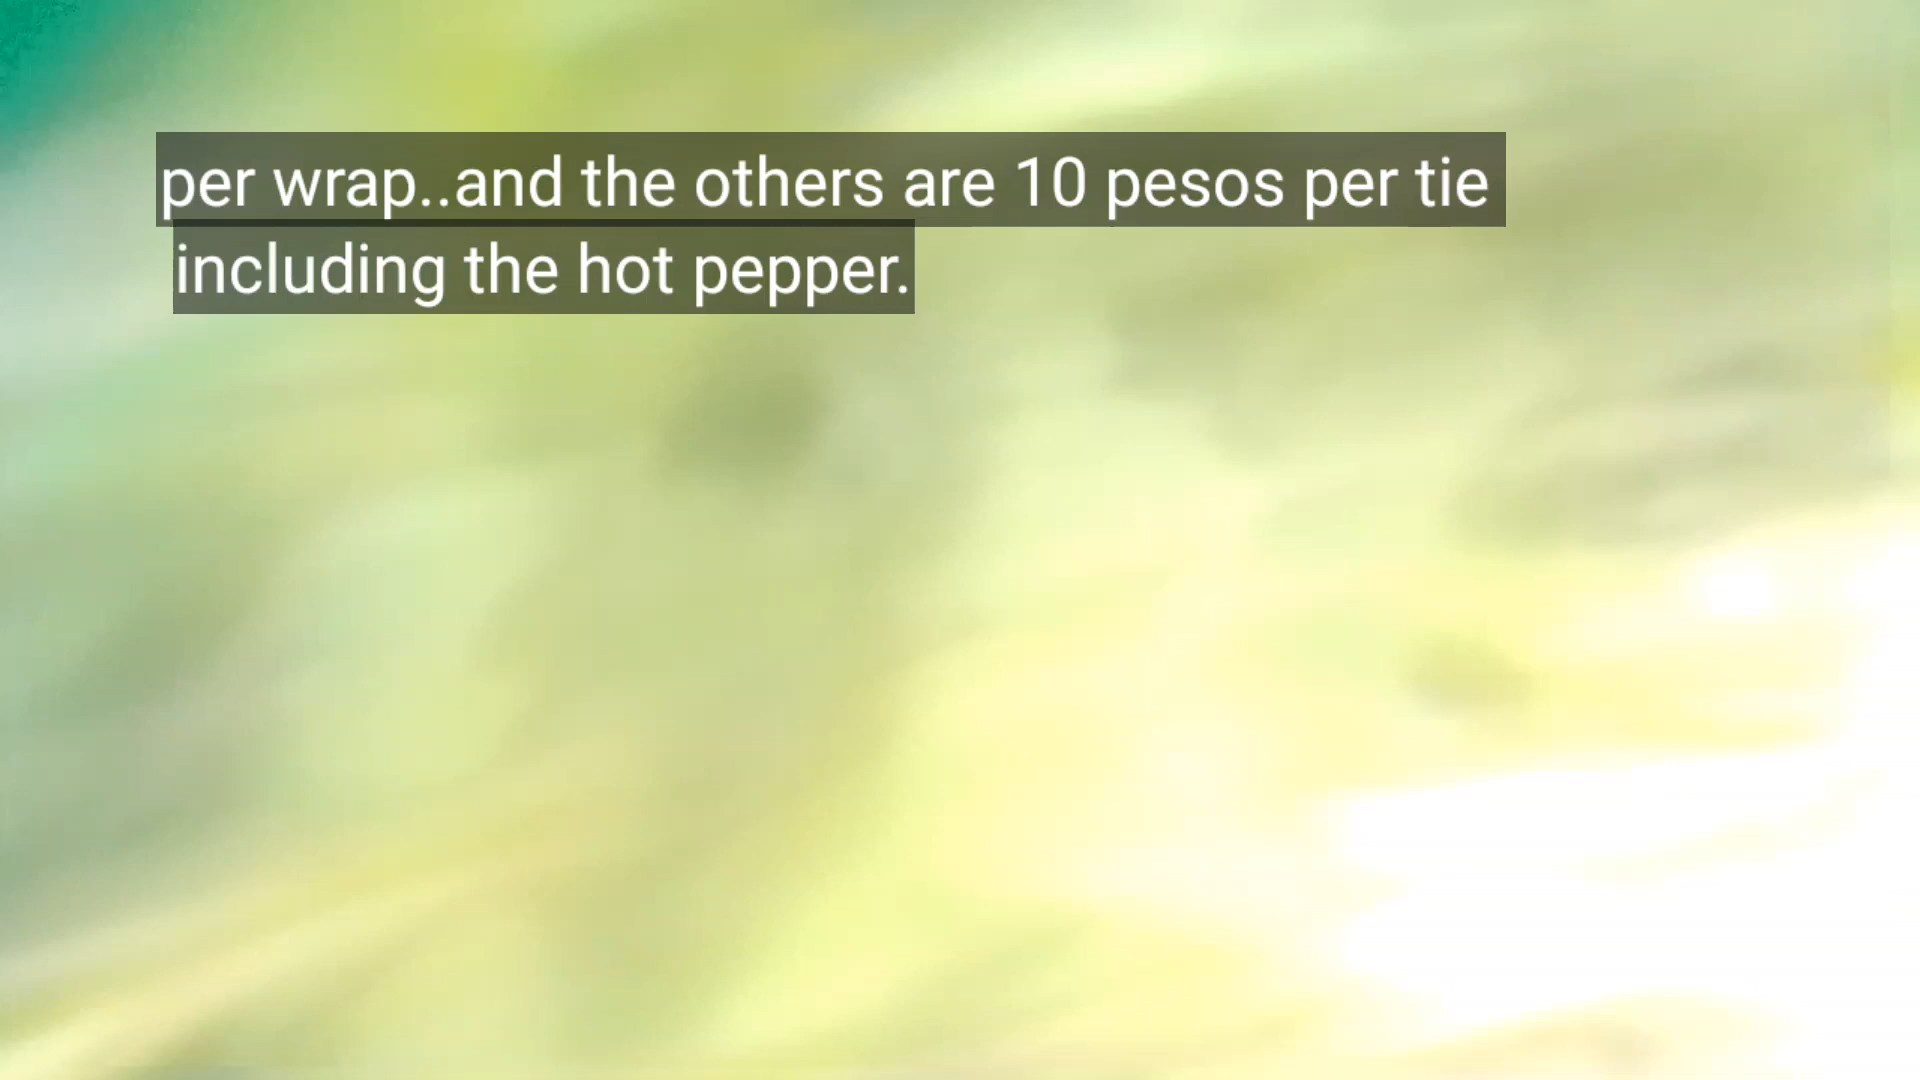 per wrap..and the others are 10 pesos per tie
including the hot pepper.